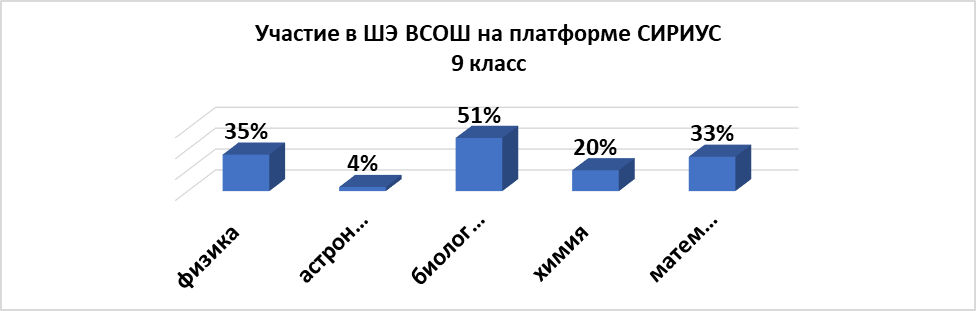 Участие в ШЭ ВСОШ на платформе СИРИУС
9 класс
35%
4%
51%
20%
33%
физика
астрон...
биолог...
химия
матем...